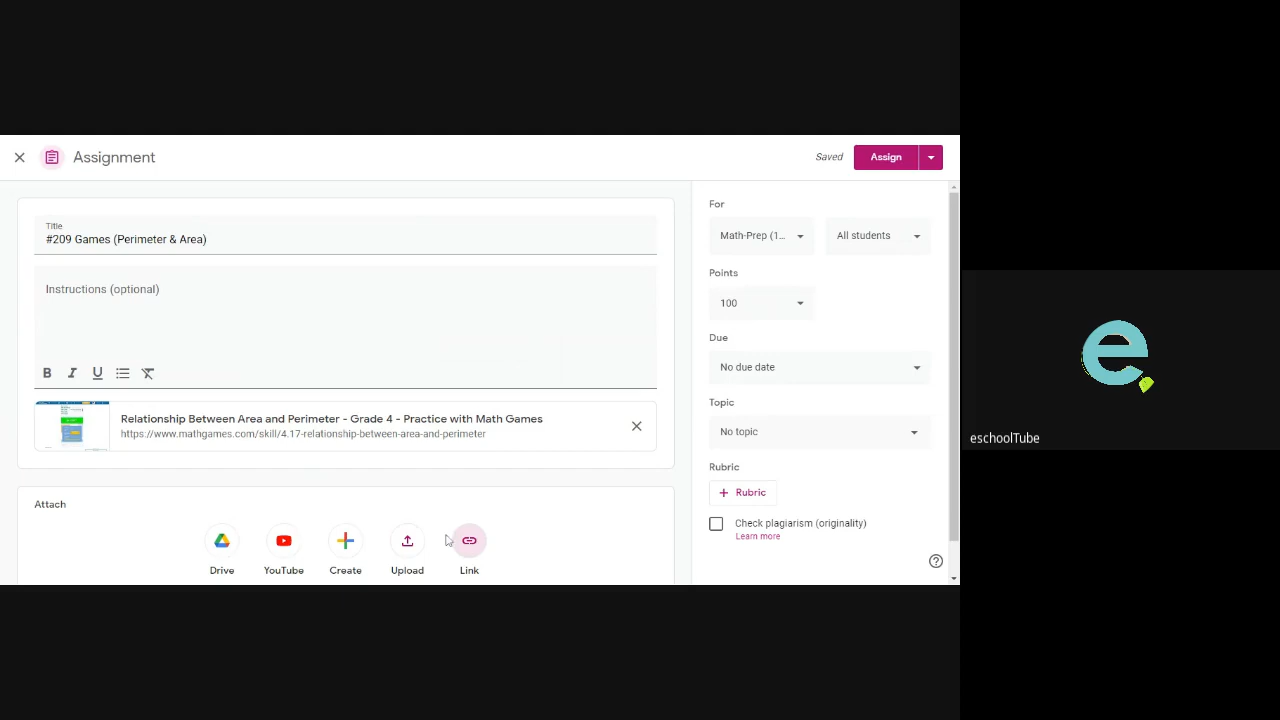 Assignment
Saved
Assign
Title
#209 Games (Perimeter & Area)
Instructions (optional)
B I U
Relationship Between Area and Perimeter - Grade 4 - Practice with Math Games
https://www.mathgames.com/skill/4.17-relationship-between-area-and-perimeter
Attach
Drive
YouTube
Create
Upload
Link
For
Math-Prep (1...
All students
Points
100
Due
No due date
Topic
No topic
Rubric
+ Rubric
Check plagiarism (originality)
Learn more
e
eschoolTube